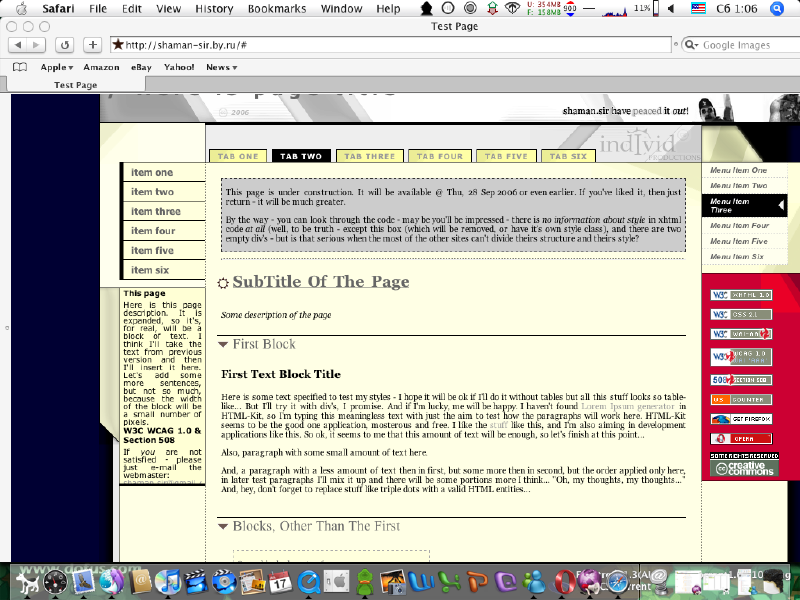 Safari File Edit View History Bookmarks Window Help U: 354MB F: 158MB 900 11% Сб 1:06
Test Page
http://shaman-sir.by.ru/#
Google Images
Apple Amazon eBay Yahoo! News
Test Page
2006
shaman.sir have peaced it out!
individ
PRODUCTIONS
TAB ONE TAB TWO TAB THREE TAB FOUR TAB FIVE TAB SIX
item one
item two
item three
item four
item five
item six
This page
Here is this page
description. It is
expanded, so it's,
for real, will be a
block of text. I
think I'll take the
text from previous
version and then
I'll insert it here.
Let's add some
more sentences,
but not so much,
because the width
of the block will be
a small number of
pixels.
W3C WCAG 1.0 &
Section 508
If you are not
satisfied - please
just e-mail the
webmaster:
This page is under construction. It will be available @ Thu, 28 Sep 2006 or even earlier. If you've liked it, then just
return - it will be much greater.
By the way - you can look through the code - may be you'll be impressed - there is no information about style in xhtml
code at all (well, to be truth - except this box (which will be removed, or have it's own style class), and there are two
empty div's - but is that serious when the most of the other sites can't divide theirs structure and theirs style?
SubTitle Of The Page
Some description of the page
First Block
First Text Block Title
Here is some text specified to test my styles - I hope it will be ok if I'll do it without tables but all this stuff looks so table-
like... But I'll try it with div's, I promise. And if I'm lucky, me will be happy. I haven't found Lorem Ipsum generator in
HTML-Kit, so I'm typing this meaningless text with just the aim to test how the paragraphs will work here. HTML-Kit
seems to be the good one application, mosterous and free. I like the stuff like this, and I'm also aiming in development
applications like this. So ok, it seems to me that this amount of text will be enough, so let's finish at this point...
Also, paragraph with some small amount of text here.
And, a paragraph with a less amount of text then in first, but some more then in second, but the order applied only here,
in later test paragraphs I'll mix it up and there will be some portions more I think... "Oh, my thoughts, my thoughts..."
And, hey, don't forget to replace stuff like triple dots with a valid HTML entities...
Blocks, Other Than The First
Menu Item One
Menu Item Two
Menu Item
Three
Menu Item Four
Menu Item Five
Menu Item Six
W3C XHTML 1.0
W3C CSS 2.1
W3C WAI-AAA
W3C WCAG 1.0
508 SECTION 508
COUNTER
GET FIREFOX
OPERA
SOME RIGHTS RESERVED
creative
commons
17